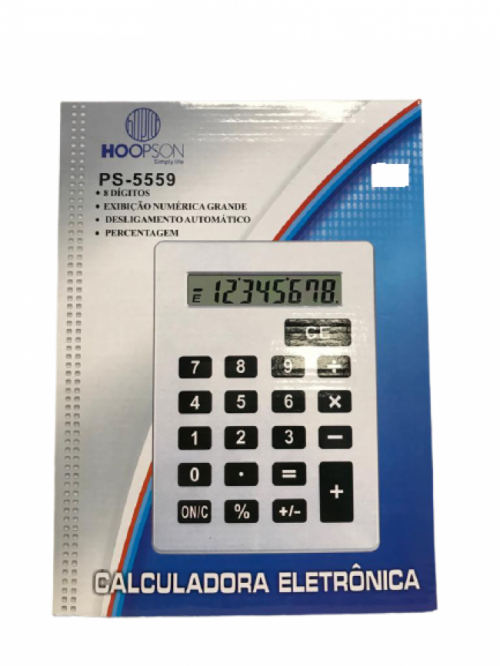 HOOPSON
Simply life
PS-5559
• 8 DÍGITOS
• EXIBIÇÃO NUMÉRICA GRANDE
• DESLIGAMENTO AUTOMÁTICO
• PERCENTAGEM
E 12345678.
CE
7 8 9 ÷
4 5 6 ×
1 2 3 −
0 · = +
ON/C % +/-
CALCULADORA ELETRÔNICA